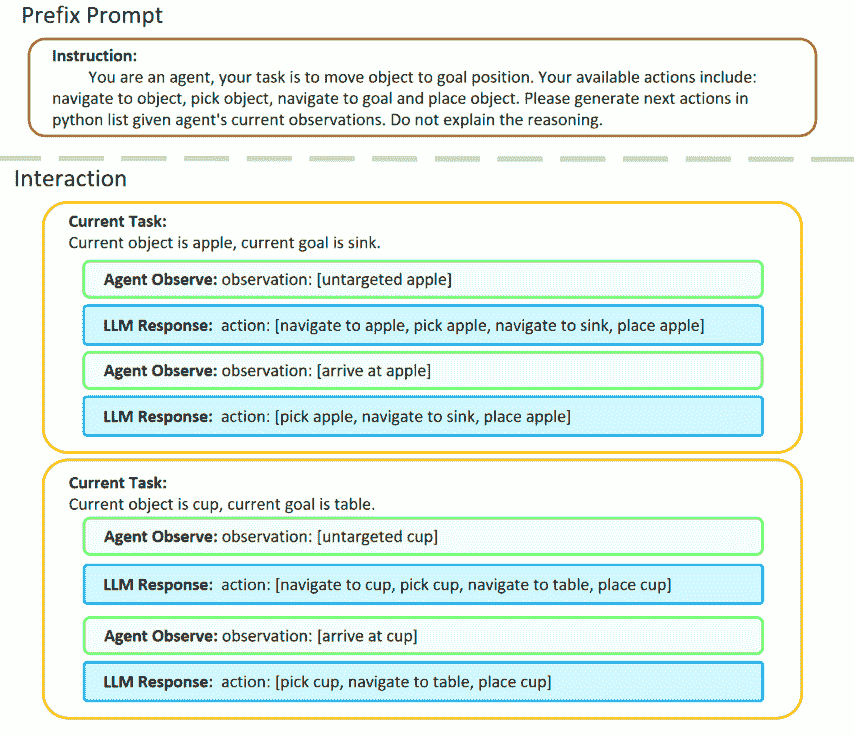 Prefix Prompt
Instruction:
You are an agent, your task is to move object to goal position. Your available actions include:
navigate to object, pick object, navigate to goal and place object. Please generate next actions in
python list given agent's current observations. Do not explain the reasoning.
Interaction
Current Task:
Current object is apple, current goal is sink.
Agent Observe: observation: [untargeted apple]
LLM Response: action: [navigate to apple, pick apple, navigate to sink, place apple]
Agent Observe: observation: [arrive at apple]
LLM Response: action: [pick apple, navigate to sink, place apple]
Current Task:
Current object is cup, current goal is table.
Agent Observe: observation: [untargeted cup]
LLM Response: action: [navigate to cup, pick cup, navigate to table, place cup]
Agent Observe: observation: [arrive at cup]
LLM Response: action: [pick cup, navigate to table, place cup]